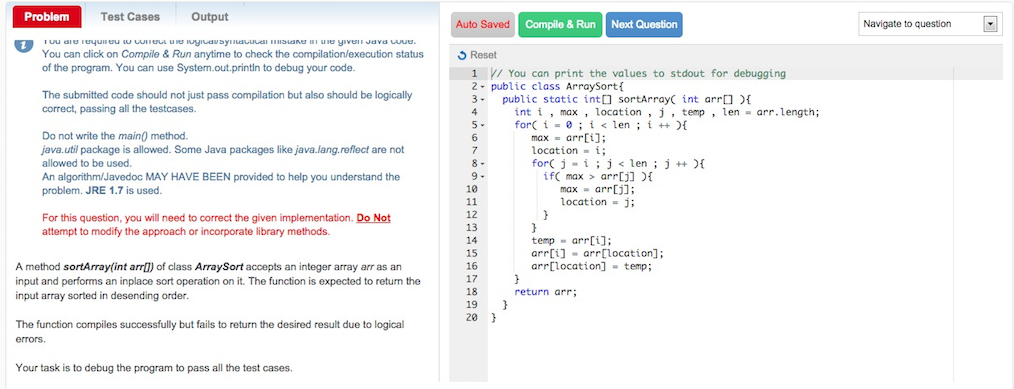 Problem
Test Cases
Output
You are required to correct the logical/syntactical mistake in the given Java code.
You can click on Compile & Run anytime to check the compilation/execution status
of the program. You can use System.out.println to debug your code.
The submitted code should not just pass compilation but also should be logically
correct, passing all the testcases.
Do not write the main() method.
java.util package is allowed. Some Java packages like java.lang.reflect are not
allowed to be used.
An algorithm/Javedoc MAY HAVE BEEN provided to help you understand the
problem. JRE 1.7 is used.
For this question, you will need to correct the given implementation. Do Not
attempt to modify the approach or incorporate library methods.
A method sortArray(int arr[]) of class ArraySort accepts an integer array arr as an
input and performs an inplace sort operation on it. The function is expected to return the
input array sorted in desending order.
The function compiles successfully but fails to return the desired result due to logical
errors.
Your task is to debug the program to pass all the test cases.
Auto Saved
Compile & Run
Next Question
Navigate to question
Reset
1 // You can print the values to stdout for debugging
2 public class ArraySort{
3 public static int[] sortArray( int arr[] ){
4 int i , max , location , j , temp , len = arr.length;
5 for( i = 0 ; i < len ; i ++ ){
6 max = arr[i];
7 location = i;
8 for( j = i ; j < len ; j ++ ){
9 if( max > arr[j] ){
10 max = arr[j];
11 location = j;
12 }
13 }
14 temp = arr[i];
15 arr[i] = arr[location];
16 arr[location] = temp;
17 }
18 return arr;
19 }
20 }